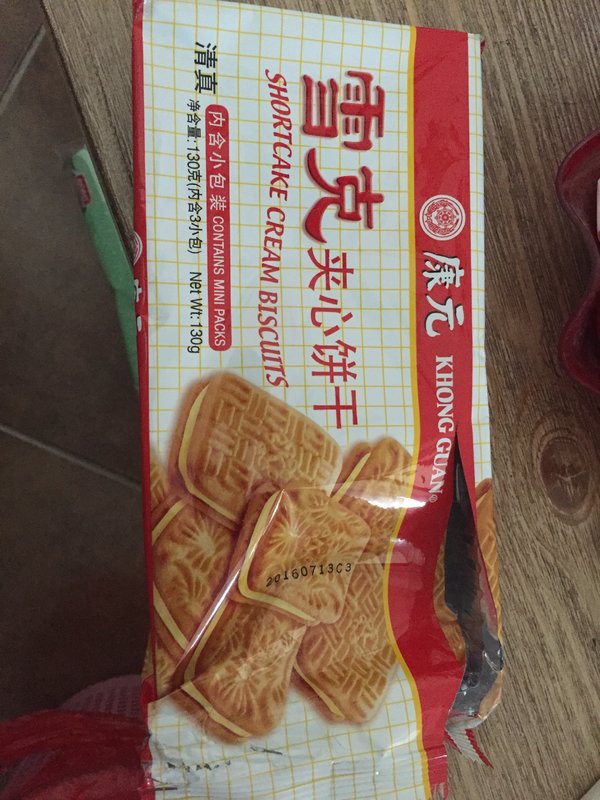 康元 KHONG GUAN®
雪克夹心饼干
SHORTCAKE CREAM BISCUITS
内含小包装 CONTAINS MINI PACKS
清真 净含量:130克(内含3小包) Net Wt: 130g
20160713C3